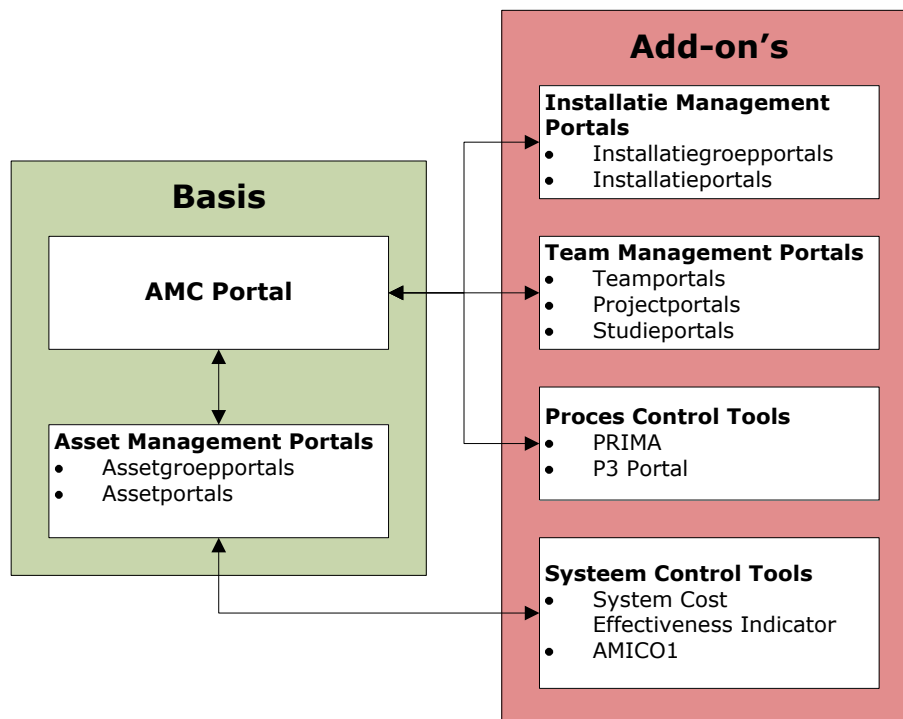 Basis
AMC Portal
Asset Management Portals
• Assetgroepportals
• Assetportals
Add-on’s
Installatie Management
Portals
• Installatiegroepportals
• Installatieportals
Team Management Portals
• Teamportals
• Projectportals
• Studieportals
Proces Control Tools
• PRIMA
• P3 Portal
Systeem Control Tools
• System Cost
Effectiveness Indicator
• AMICO1